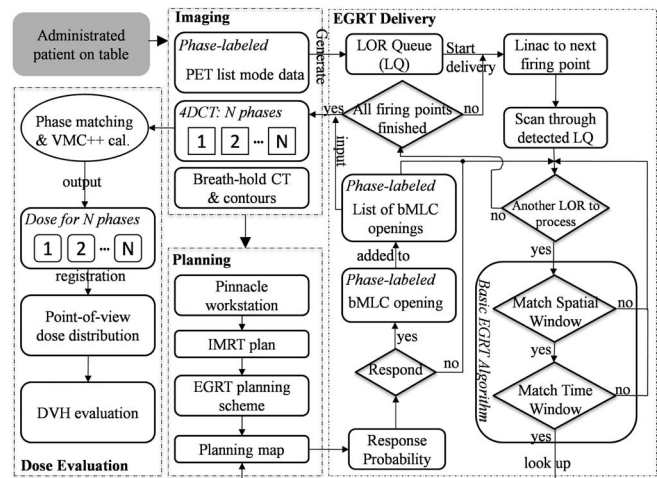 Administrated
patient on table
Imaging
Phase-labeled
PET list mode data
4DCT: N phases
1 2 ... N
Breath-hold CT
& contours
Generate
EGRT Delivery
LOR Queue
(LQ)
Start
delivery
Linac to next
firing point
All firing points
finished
yes
no
Scan through
detected LQ
input
Phase-labeled
List of bMLC
openings
added to
Phase-labeled
bMLC opening
yes
Respond
no
Response
Probability
Another LOR to
process
no
yes
Basic EGRT Algorithm
Match Spatial
Window
no
yes
Match Time
Window
no
yes
look up
Planning
Pinnacle
workstation
IMRT plan
EGRT planning
scheme
Planning map
Phase matching
& VMC++ cal.
output
Dose for N phases
1 2 ... N
registration
Point-of-view
dose distribution
DVH evaluation
Dose Evaluation